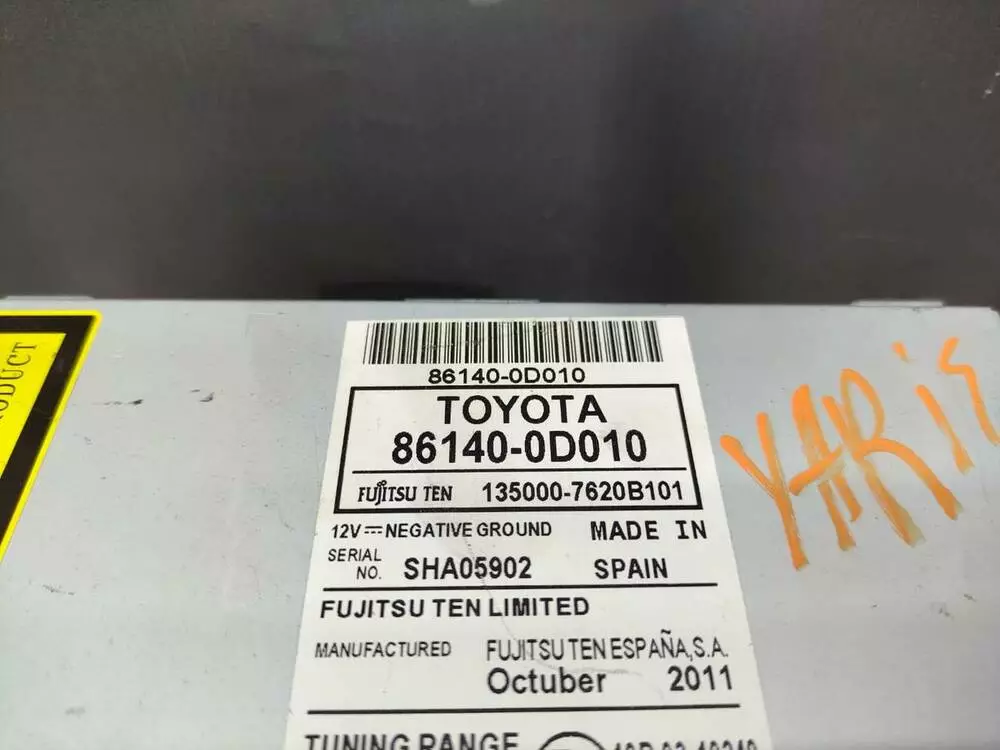 86140-0D010
TOYOTA
86140-0D010
FUJITSU TEN 135000-7620B101
12V NEGATIVE GROUND MADE IN
SERIAL NO. SHA05902 SPAIN
FUJITSU TEN LIMITED
MANUFACTURED FUJITSU TEN ESPAÑA,S.A.
Octuber 2011
TUNING RANGE
YARiS